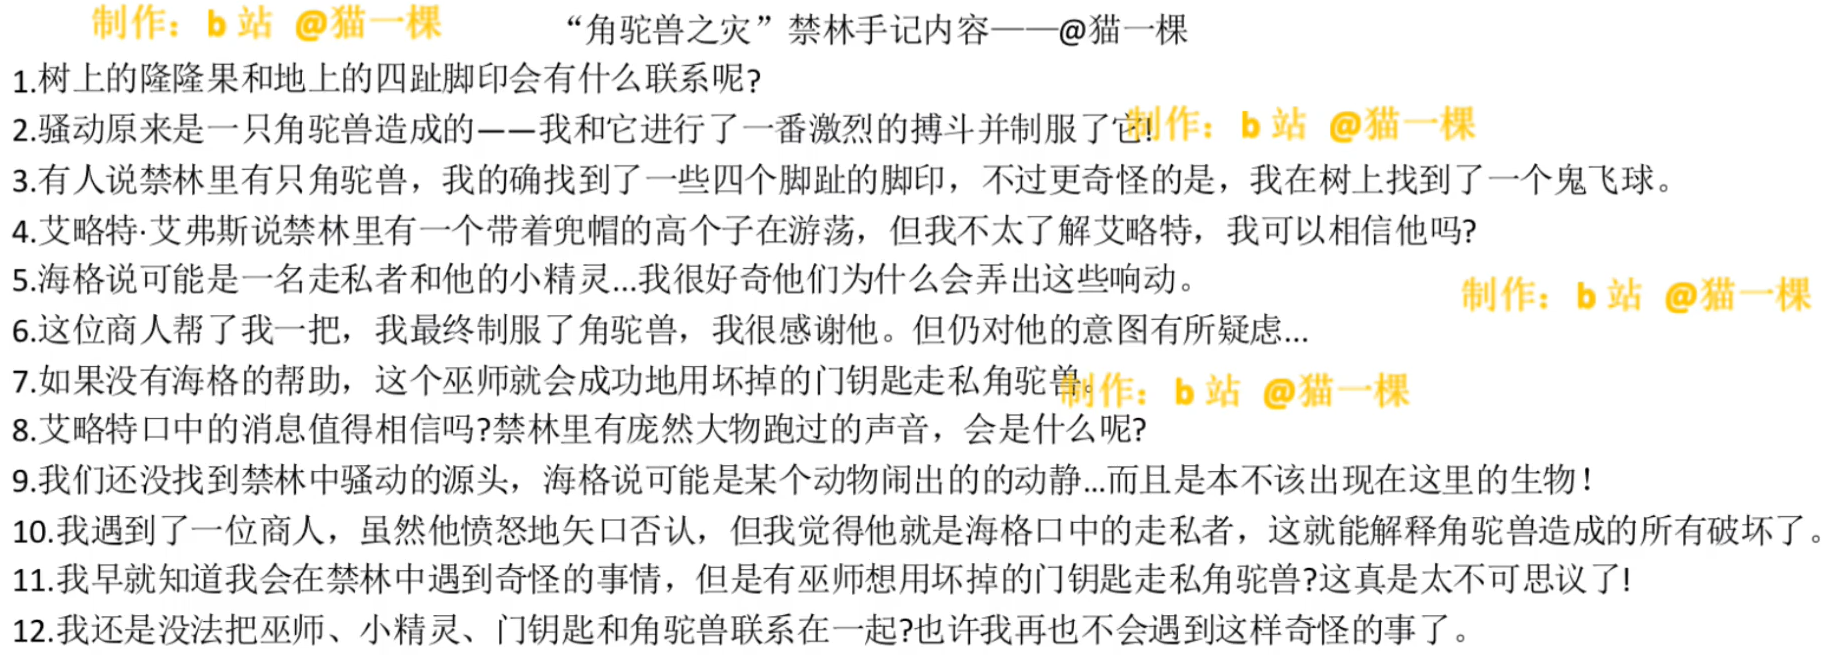 制作：b 站 @猫一棵
“角驼兽之灾”禁林手记内容——@猫一棵
1.树上的隆隆果和地上的四趾脚印会有什么联系呢?
2.骚动原来是一只角驼兽造成的——我和它进行了一番激烈的搏斗并制服了它!
制作：b 站 @猫一棵
3.有人说禁林里有只角驼兽，我的确找到了一些四个脚趾的脚印，不过更奇怪的是，我在树上找到了一个鬼飞球。
4.艾略特·艾弗斯说禁林里有一个带着兜帽的高个子在游荡，但我不太了解艾略特，我可以相信他吗?
5.海格说可能是一名走私者和他的小精灵...我很好奇他们为什么会弄出这些响动。
制作：b 站 @猫一棵
6.这位商人帮了我一把，我最终制服了角驼兽，我很感谢他。但仍对他的意图有所疑虑...
7.如果没有海格的帮助，这个巫师就会成功地用坏掉的门钥匙走私角驼兽。
制作：b 站 @猫一棵
8.艾略特口中的消息值得相信吗?禁林里有庞然大物跑过的声音，会是什么呢?
9.我们还没找到禁林中骚动的源头，海格说可能是某个动物闹出的的动静...而且是本不该出现在这里的生物！
10.我遇到了一位商人，虽然他愤怒地矢口否认，但我觉得他就是海格口中的走私者，这就能解释角驼兽造成的所有破坏了。
11.我早就知道我会在禁林中遇到奇怪的事情，但是有巫师想用坏掉的门钥匙走私角驼兽?这真是太不可思议了!
12.我还是没法把巫师、小精灵、门钥匙和角驼兽联系在一起?也许我再也不会遇到这样奇怪的事了。